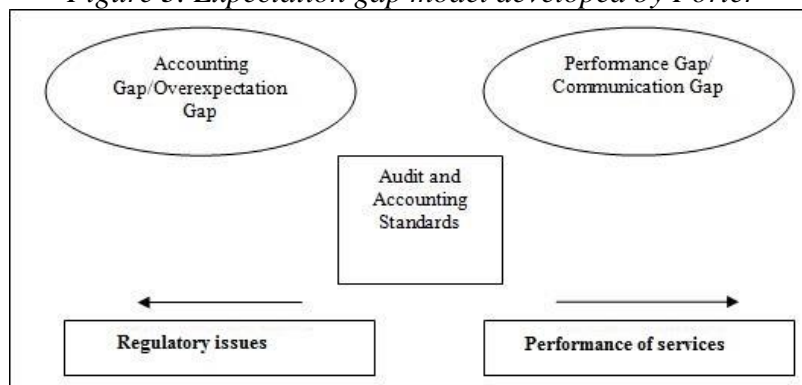 Figure 3. Expectation gap model developed by Porter
Accounting
Gap/Overexpectation
Gap
Performance Gap/
Communication Gap
Audit and
Accounting
Standards
Regulatory issues
Performance of services